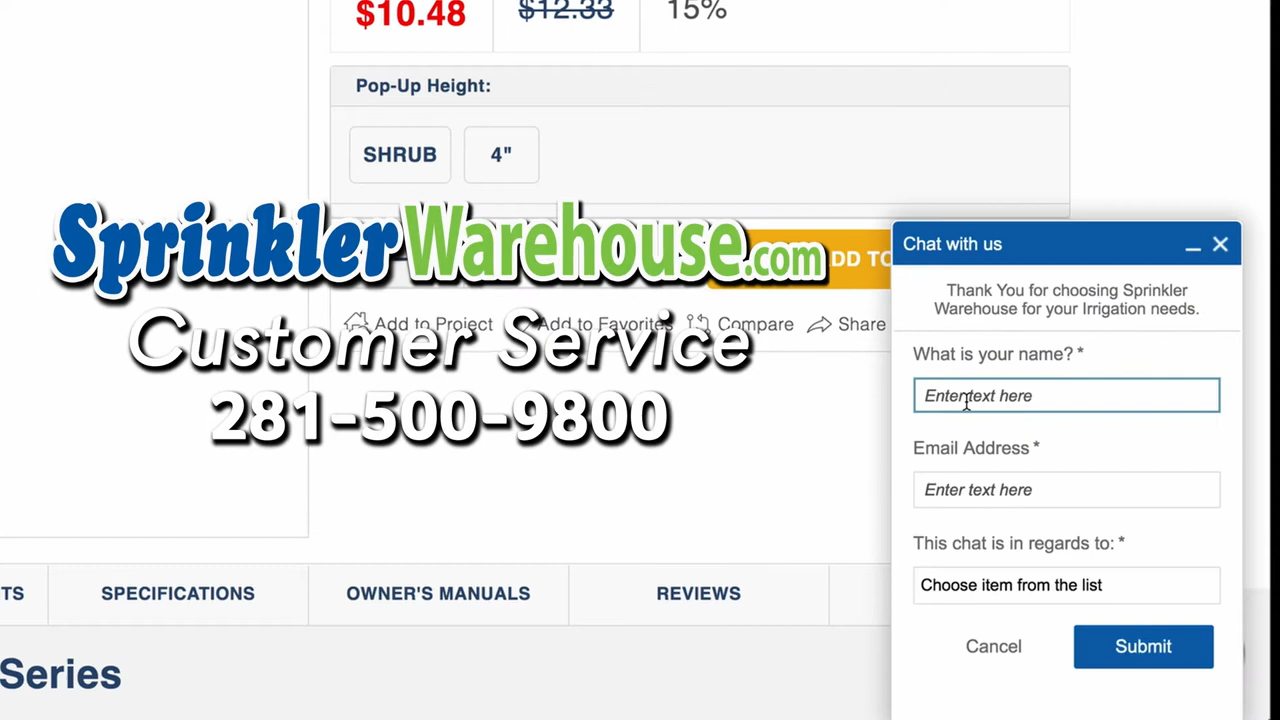 $10.48
$12.33
15%
Pop-Up Height:
SHRUB
4"
SprinklerWarehouse.com
DD TO
Add to Project
Add to Favorites
Compare
Share
Customer Service
281-500-9800
Chat with us
Thank You for choosing Sprinkler
Warehouse for your Irrigation needs.
What is your name? *
Enter text here
Email Address *
Enter text here
This chat is in regards to: *
Choose item from the list
Cancel
Submit
TS
SPECIFICATIONS
OWNER'S MANUALS
REVIEWS
Series